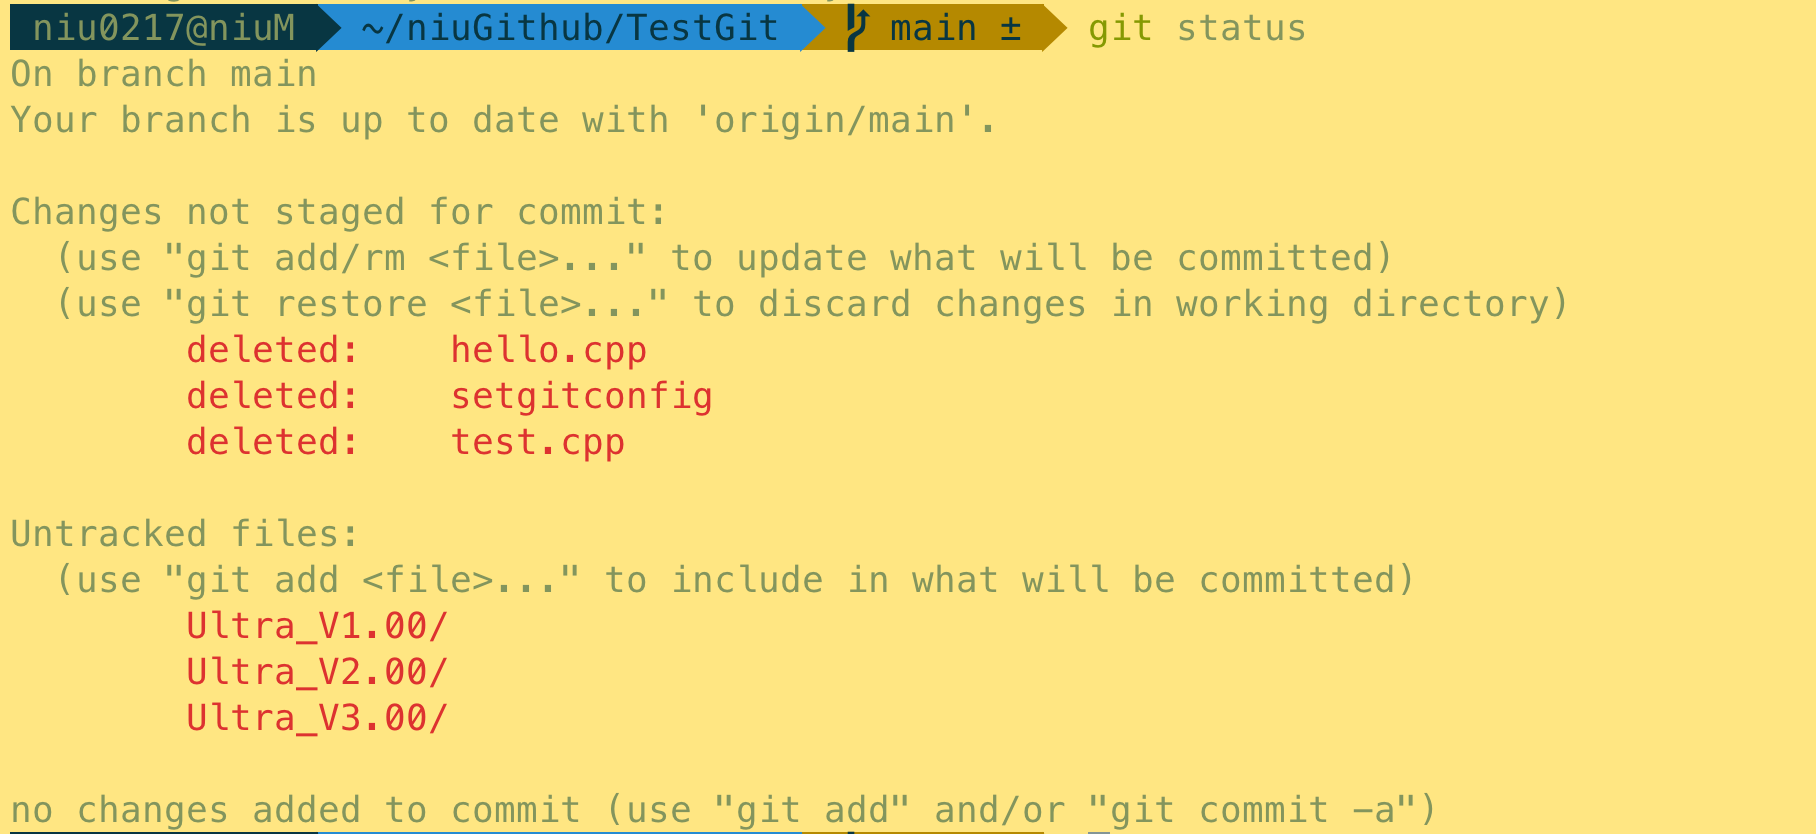 niu0217@niuM ~/niuGithub/TestGit main ± git status
On branch main
Your branch is up to date with 'origin/main'.
Changes not staged for commit:
(use "git add/rm <file>..." to update what will be committed)
(use "git restore <file>..." to discard changes in working directory)
deleted: hello.cpp
deleted: setgitconfig
deleted: test.cpp
Untracked files:
(use "git add <file>..." to include in what will be committed)
Ultra_V1.00/
Ultra_V2.00/
Ultra_V3.00/
no changes added to commit (use "git add" and/or "git commit -a")